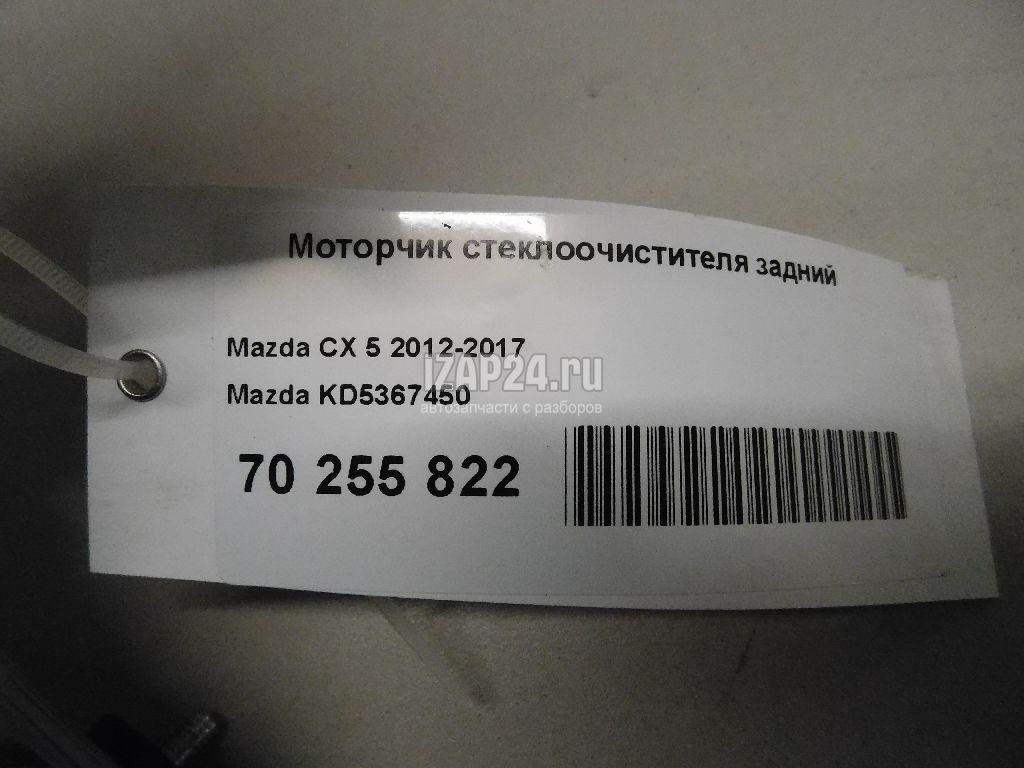 Моторчик стеклоочистителя задний
Mazda CX 5 2012-2017
iZAP24.ru
Mazda KD5367450
автозапчасти с разборов
70 255 822